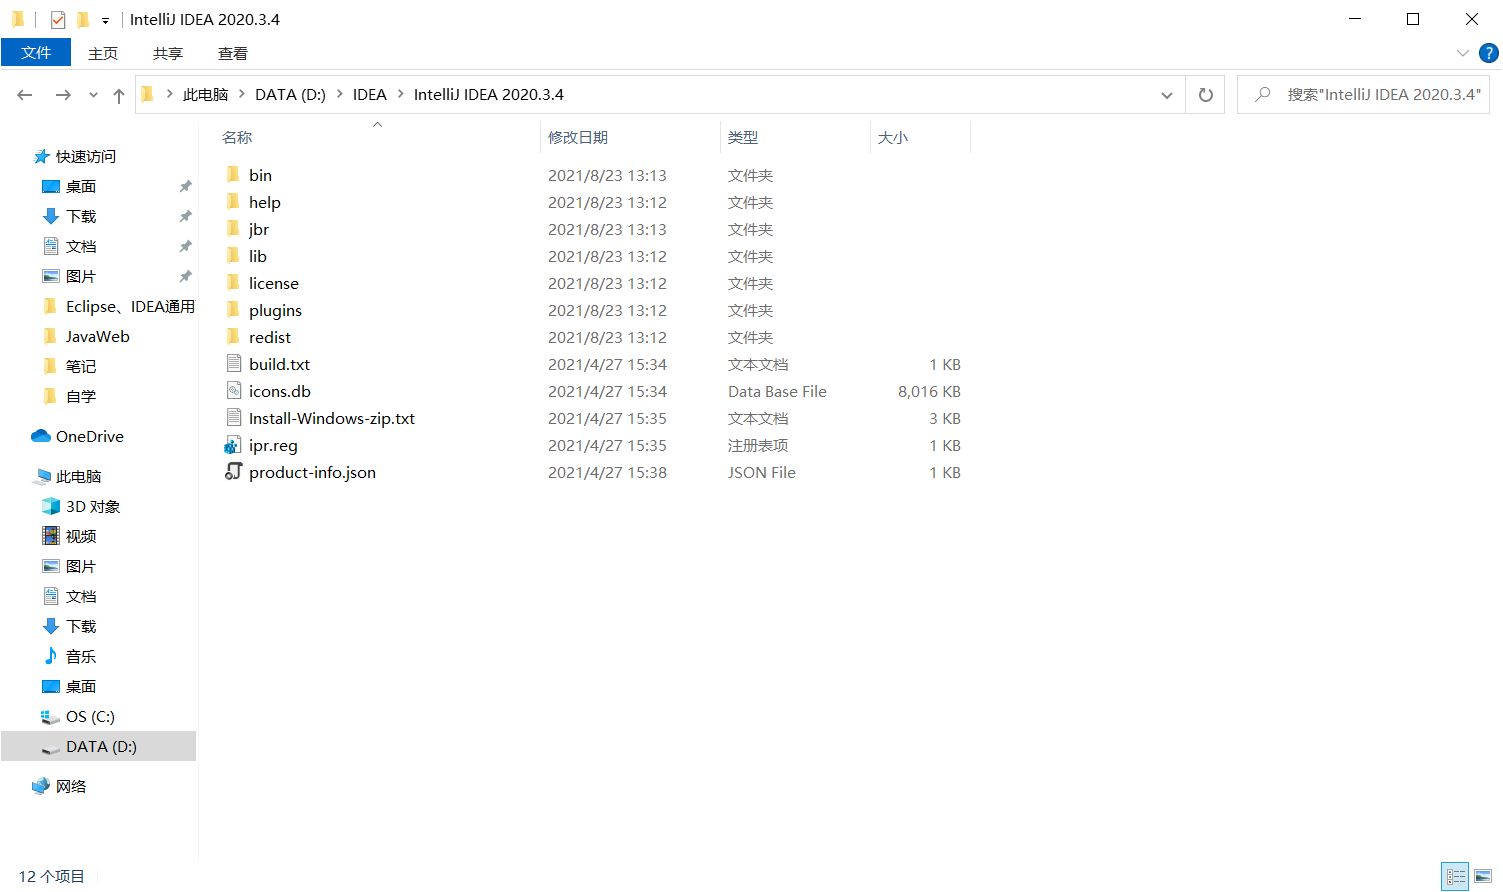 IntelliJ IDEA 2020.3.4
文件 主页 共享 查看
此电脑 DATA (D:) IDEA IntelliJ IDEA 2020.3.4 搜索"IntelliJ IDEA 2020.3.4"
快速访问
桌面
下载
文档
图片
Eclipse、IDEA通用
JavaWeb
笔记
自学
OneDrive
此电脑
3D 对象
视频
图片
文档
下载
音乐
桌面
OS (C:)
DATA (D:)
网络
名称 修改日期 类型 大小
bin 2021/8/23 13:13 文件夹
help 2021/8/23 13:12 文件夹
jbr 2021/8/23 13:13 文件夹
lib 2021/8/23 13:12 文件夹
license 2021/8/23 13:12 文件夹
plugins 2021/8/23 13:12 文件夹
redist 2021/8/23 13:12 文件夹
build.txt 2021/4/27 15:34 文本文档 1 KB
icons.db 2021/4/27 15:34 Data Base File 8,016 KB
Install-Windows-zip.txt 2021/4/27 15:35 文本文档 3 KB
ipr.reg 2021/4/27 15:35 注册表项 1 KB
product-info.json 2021/4/27 15:38 JSON File 1 KB
12 个项目